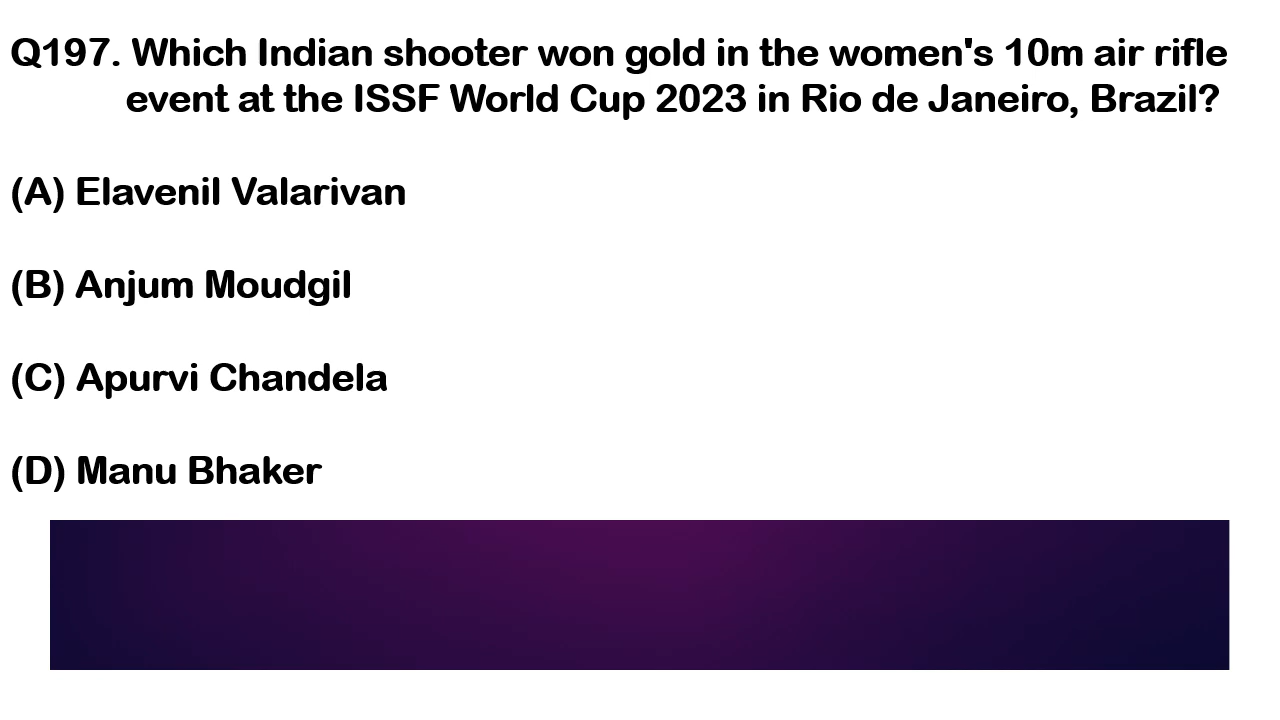 Q197. Which Indian shooter won gold in the women's 10m air rifle
event at the ISSF World Cup 2023 in Rio de Janeiro, Brazil?
(A) Elavenil Valarivan
(B) Anjum Moudgil
(C) Apurvi Chandela
(D) Manu Bhaker